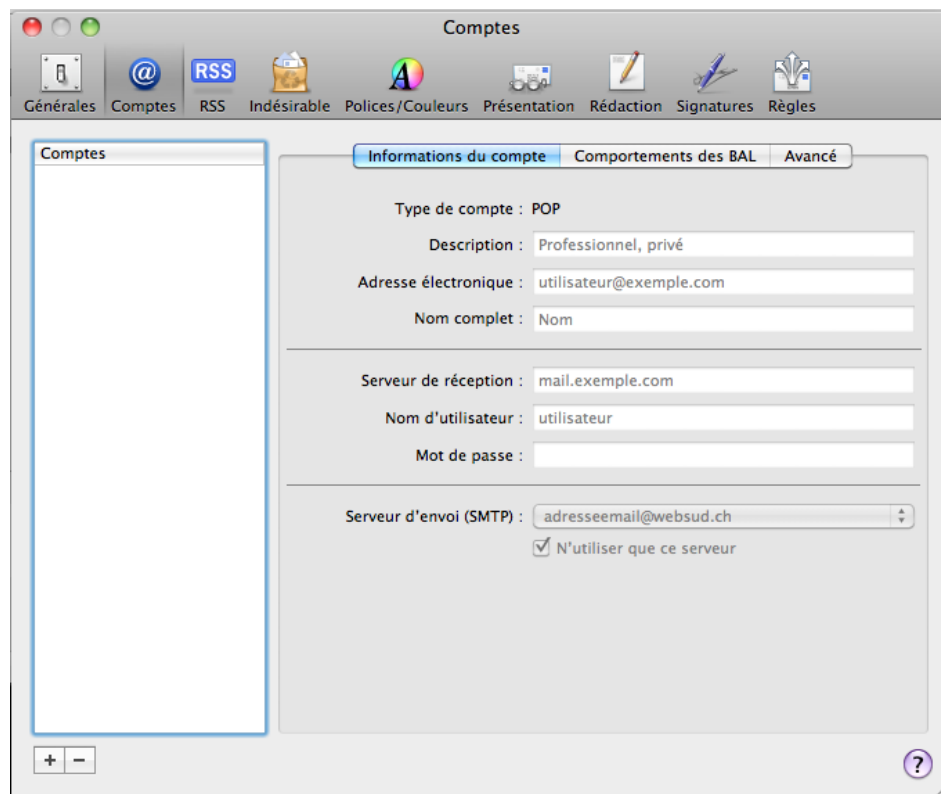 Comptes
RSS
Générales Comptes RSS Indésirable Polices/Couleurs Présentation Rédaction Signatures Règles
Comptes
Informations du compte Comportements des BAL Avancé
Type de compte : POP
Description : Professionnel, privé
Adresse électronique : utilisateur@exemple.com
Nom complet : Nom
Serveur de réception : mail.exemple.com
Nom d'utilisateur : utilisateur
Mot de passe :
Serveur d'envoi (SMTP) : adresseemail@websud.ch
N'utiliser que ce serveur
+ −
?